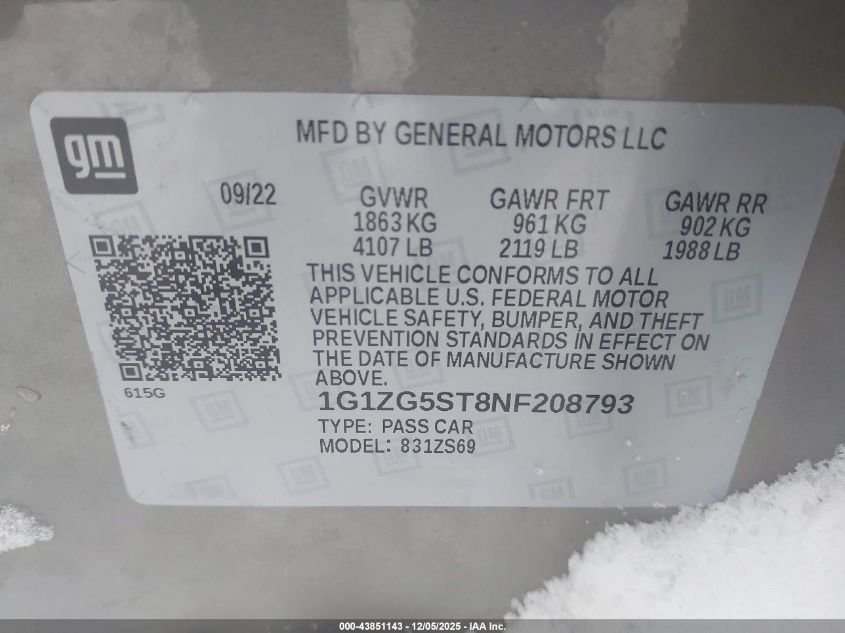 gm
MFD BY GENERAL MOTORS LLC
09/22
GVWR GAWR FRT GAWR RR
1863 KG 961 KG 902 KG
4107 LB 2119 LB 1988 LB
THIS VEHICLE CONFORMS TO ALL
APPLICABLE U.S. FEDERAL MOTOR
VEHICLE SAFETY, BUMPER, AND THEFT
PREVENTION STANDARDS IN EFFECT ON
THE DATE OF MANUFACTURE SHOWN
ABOVE.
615G
1G1ZG5ST8NF208793
TYPE: PASS CAR
MODEL: 831ZS69
000-43851143 - 12/05/2025 - IAA Inc.